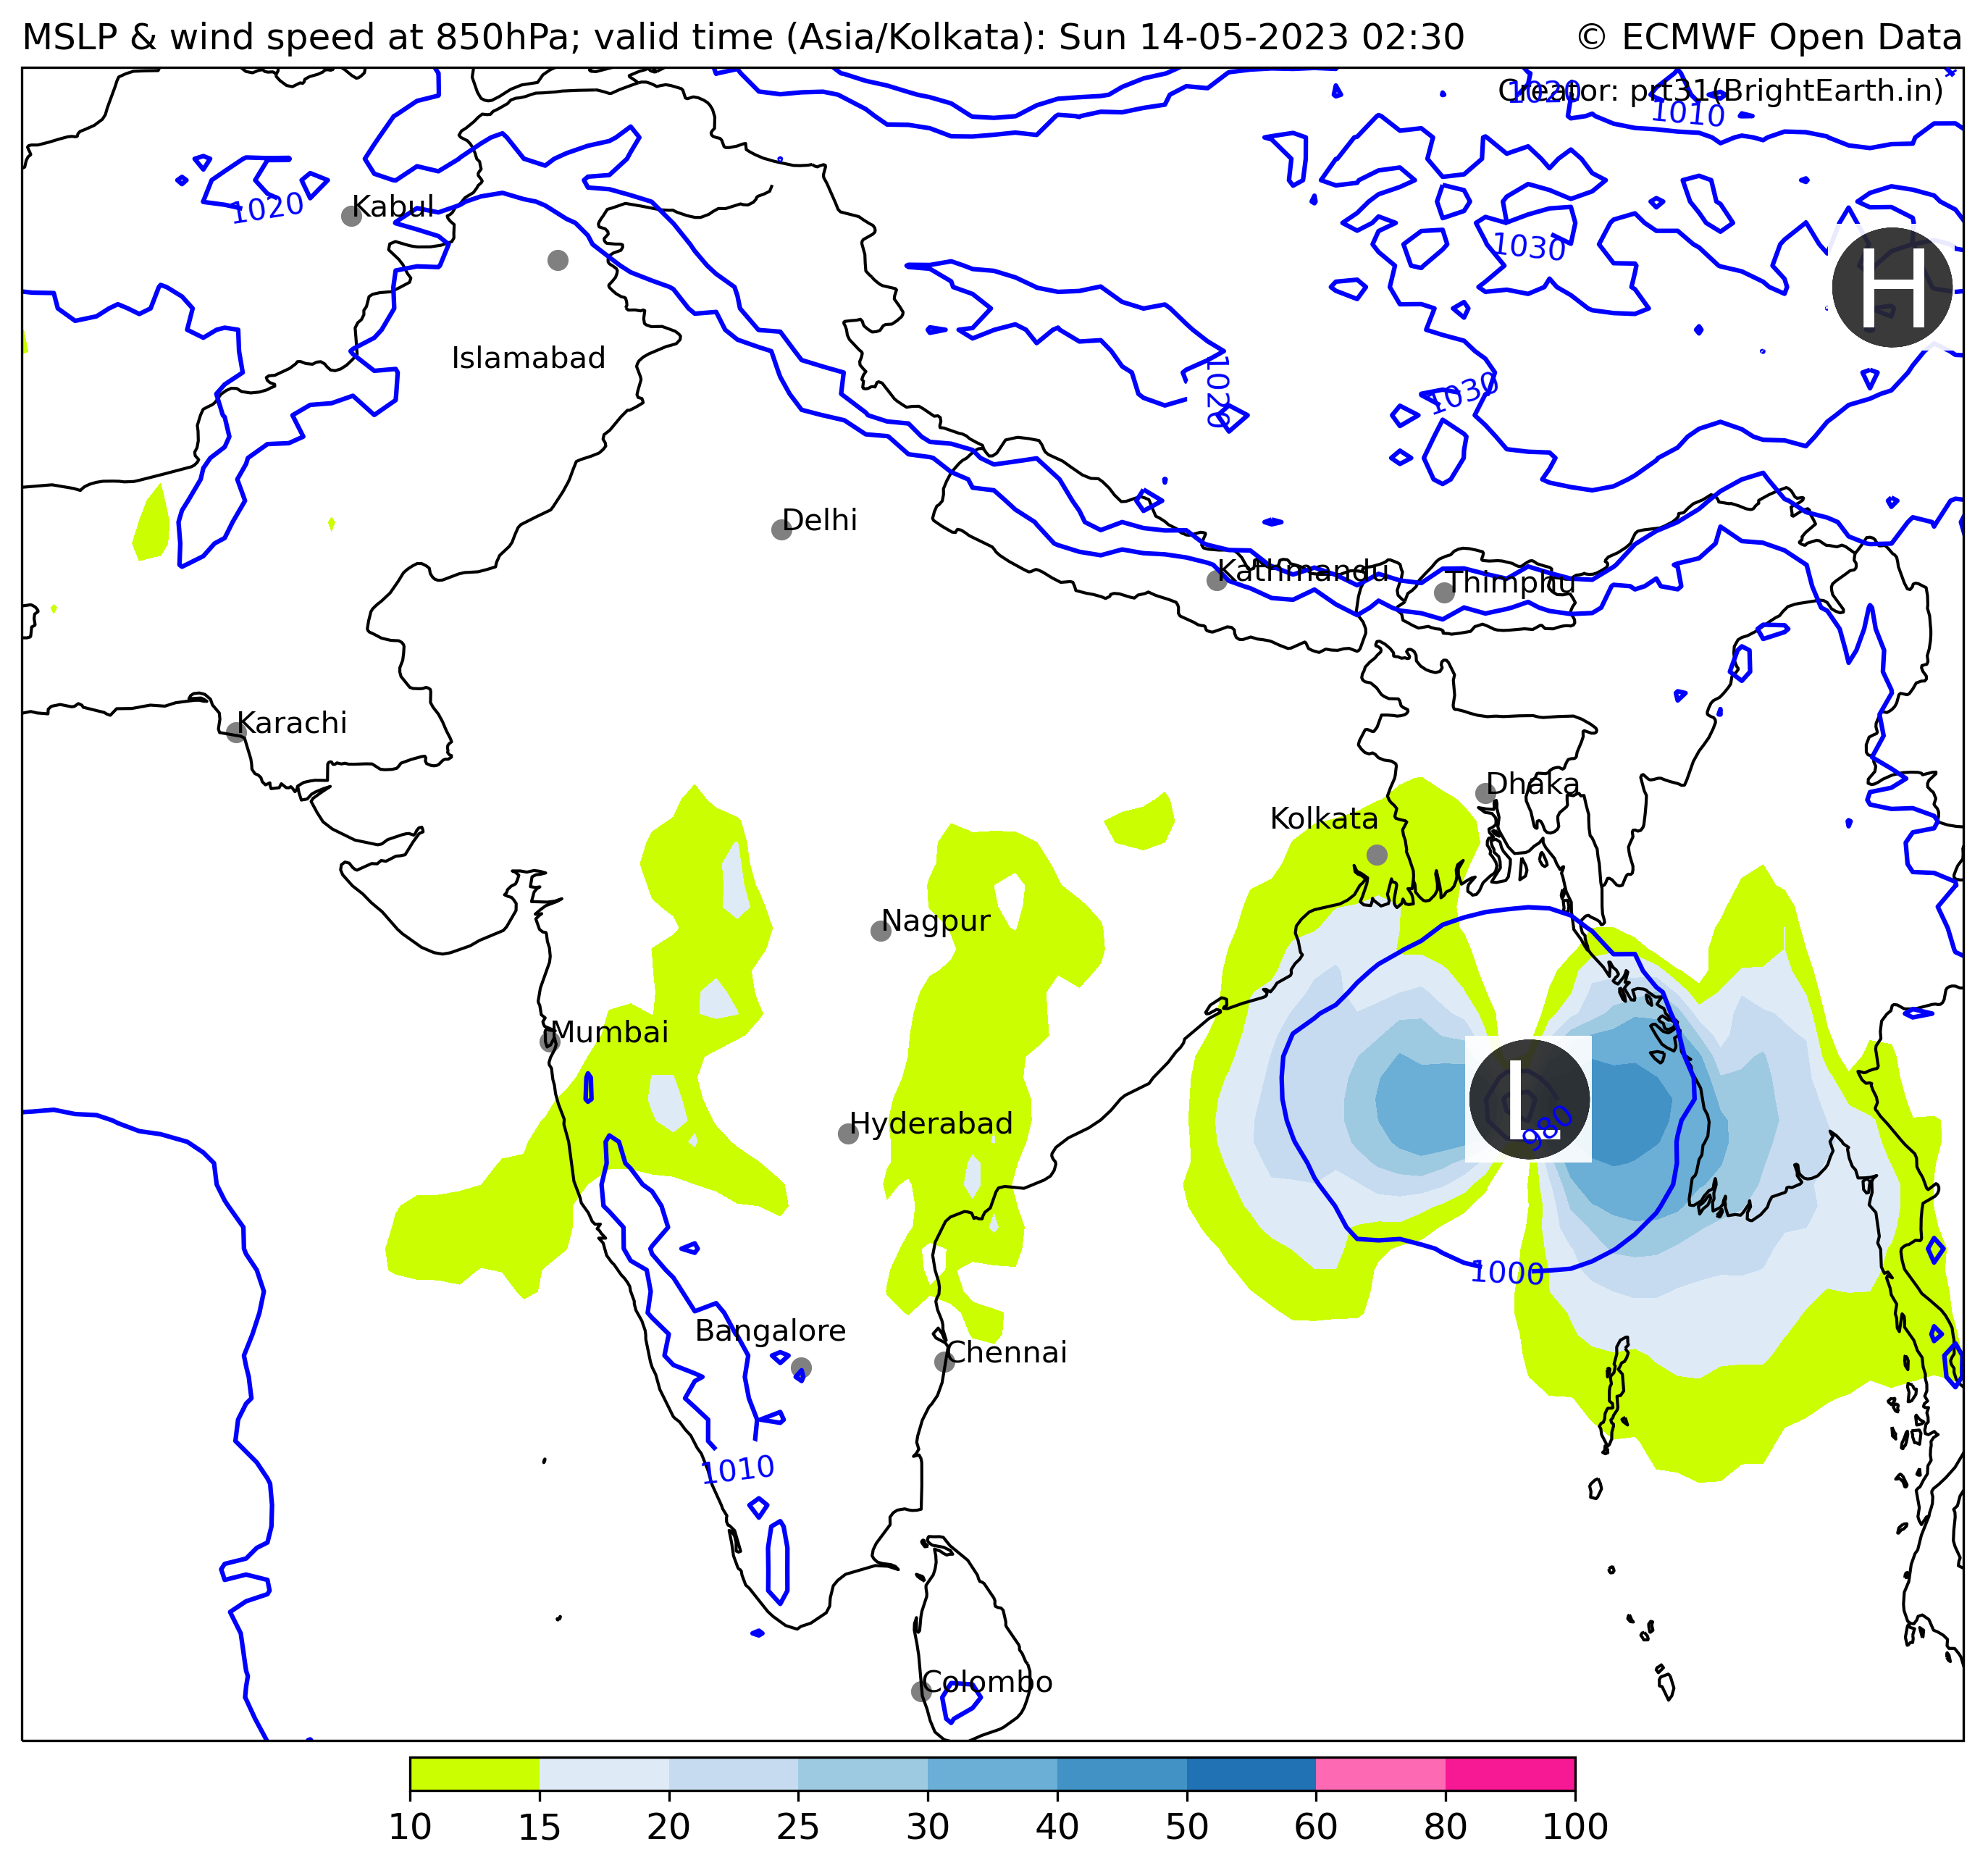 MSLP & wind speed at 850hPa; valid time (Asia/Kolkata): Sun 14-05-2023 02:30
© ECMWF Open Data
Creator: prt31(BrightEarth.in)
1020
1010
1020
Kabul
1030
H
Islamabad
1020
1030
Delhi
Kathmandu
Thimphu
Karachi
Dhaka
Kolkata
Nagpur
Mumbai
L
980
Hyderabad
1000
Bangalore
Chennai
1010
Colombo
10 15 20 25 30 40 50 60 80 100